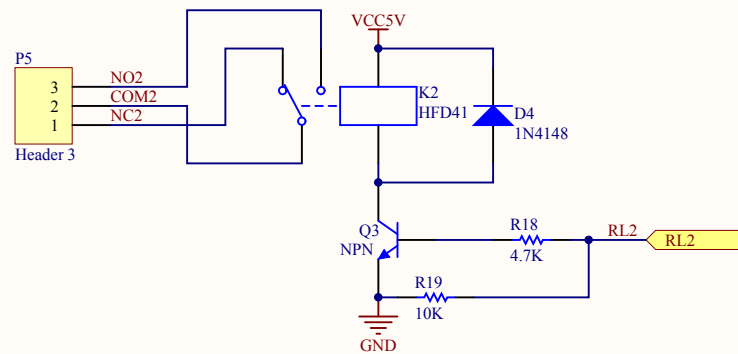 VCC5V
P5
3
NO2
2
COM2
1
NC2
Header 3
K2
HFD41
D4
1N4148
Q3
NPN
R18
4.7K
RL2
RL2
R19
10K
GND